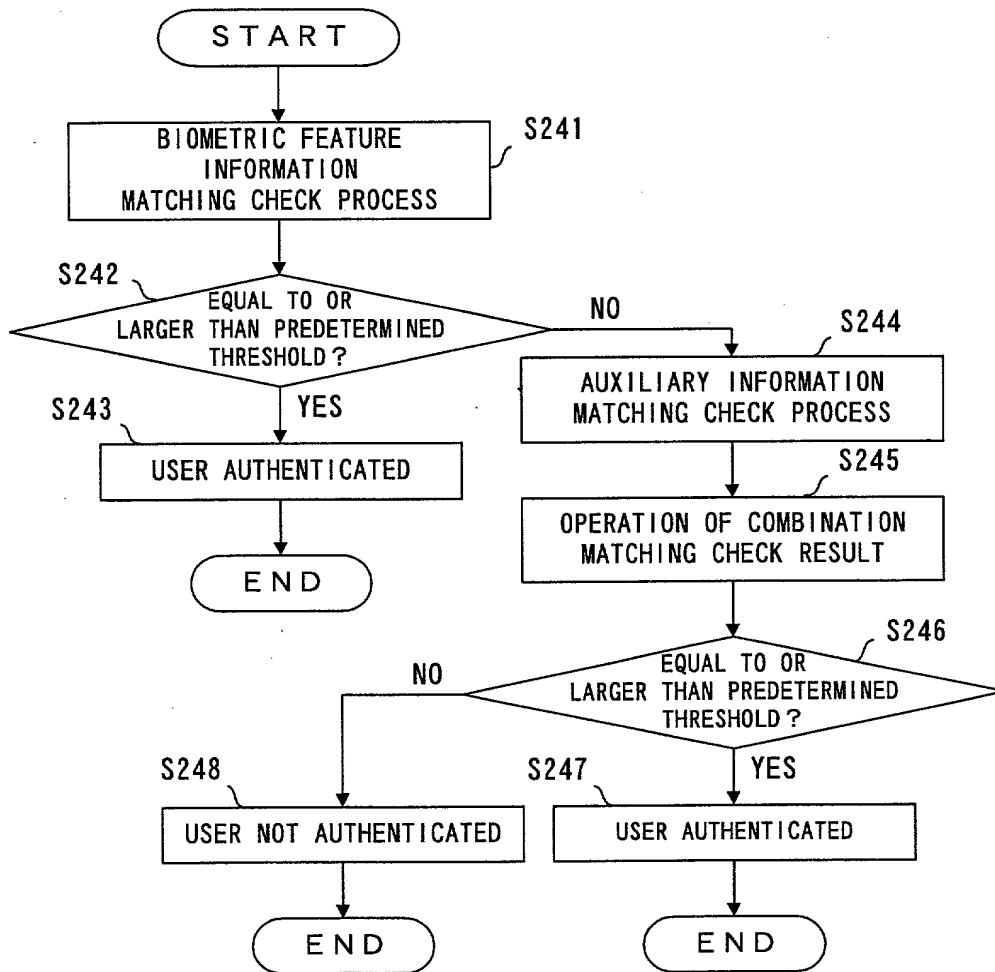 START
S241
BIOMETRIC FEATURE
INFORMATION
MATCHING CHECK PROCESS
S242
EQUAL TO OR
LARGER THAN PREDETERMINED
THRESHOLD?
NO
YES
S243
USER AUTHENTICATED
END
S244
AUXILIARY INFORMATION
MATCHING CHECK PROCESS
S245
OPERATION OF COMBINATION
MATCHING CHECK RESULT
S246
EQUAL TO OR
LARGER THAN PREDETERMINED
THRESHOLD?
NO
YES
S248
USER NOT AUTHENTICATED
END
S247
USER AUTHENTICATED
END